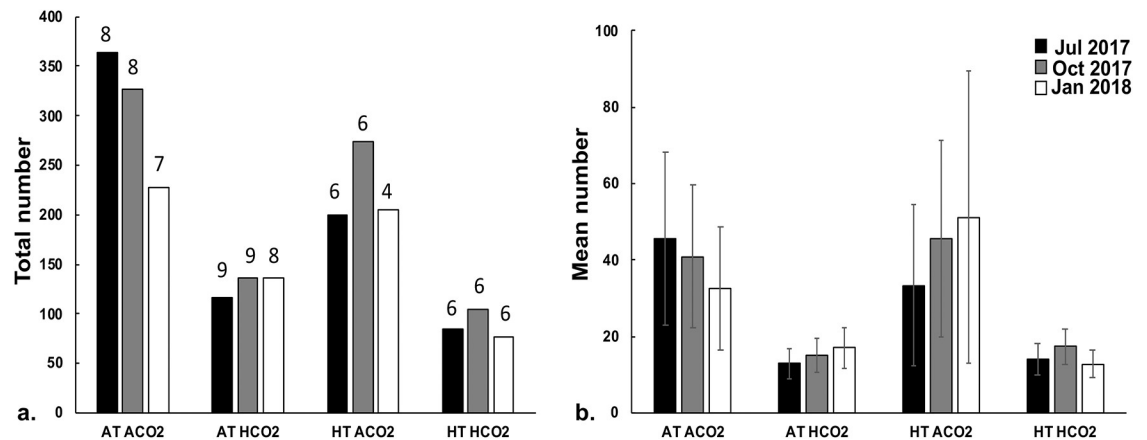 Total number
400
350
300
250
200
150
100
50
0
8
8
7
9
9
8
6
6
4
6
6
6
AT ACO2
AT HCO2
HT ACO2
HT HCO2
a.
Mean number
100
80
60
40
20
0
Jul 2017
Oct 2017
Jan 2018
AT ACO2
AT HCO2
HT ACO2
HT HCO2
b.